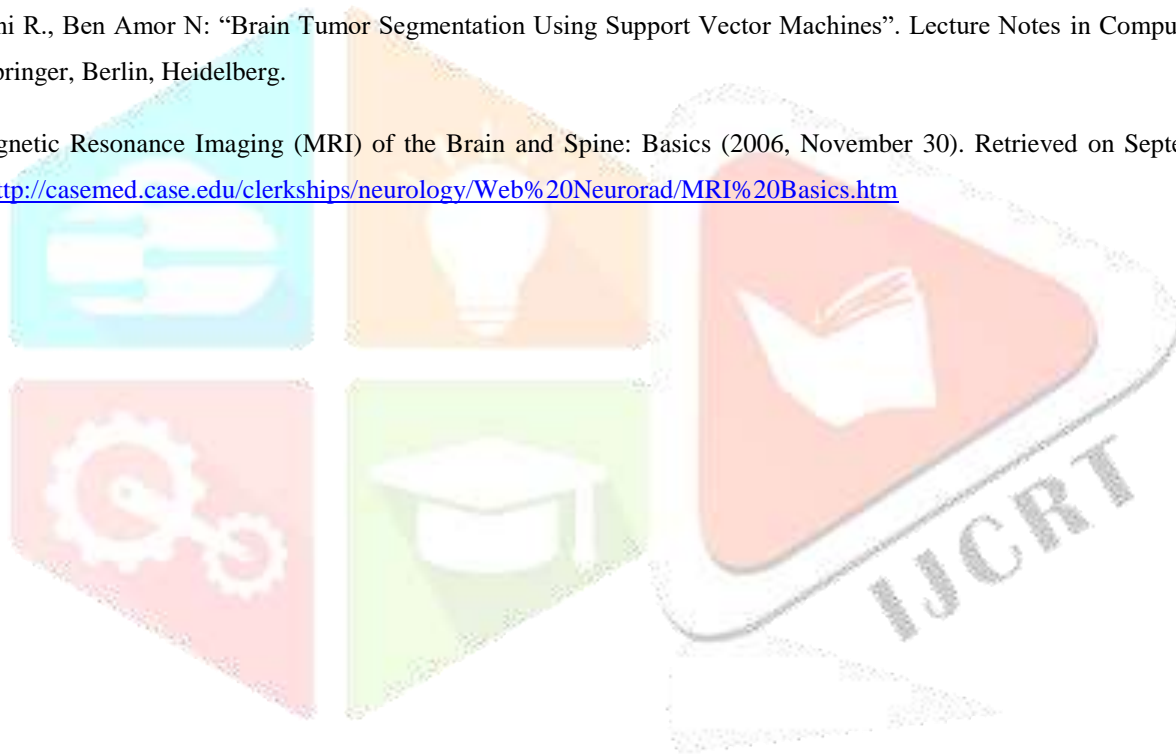 ni R., Ben Amor N: “Brain Tumor Segmentation Using Support Vector Machines”. Lecture Notes in Compu
pringer, Berlin, Heidelberg.
gnetic Resonance Imaging (MRI) of the Brain and Spine: Basics (2006, November 30). Retrieved on Septe
ttp://casemed.case.edu/clerkships/neurology/Web%20Neurorad/MRI%20Basics.htm
IJCRT